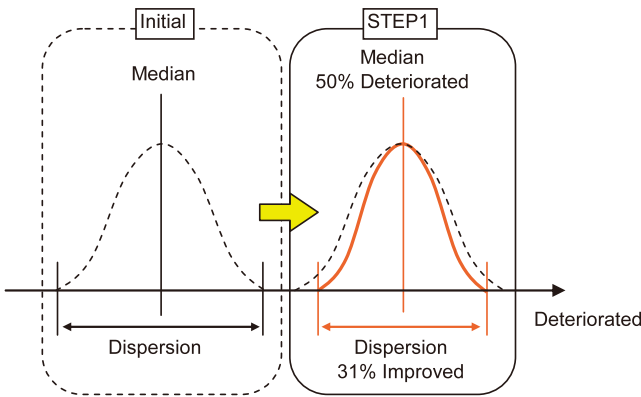 Initial
Median
Dispersion
STEP1
Median
50% Deteriorated
Dispersion
31% Improved
Deteriorated